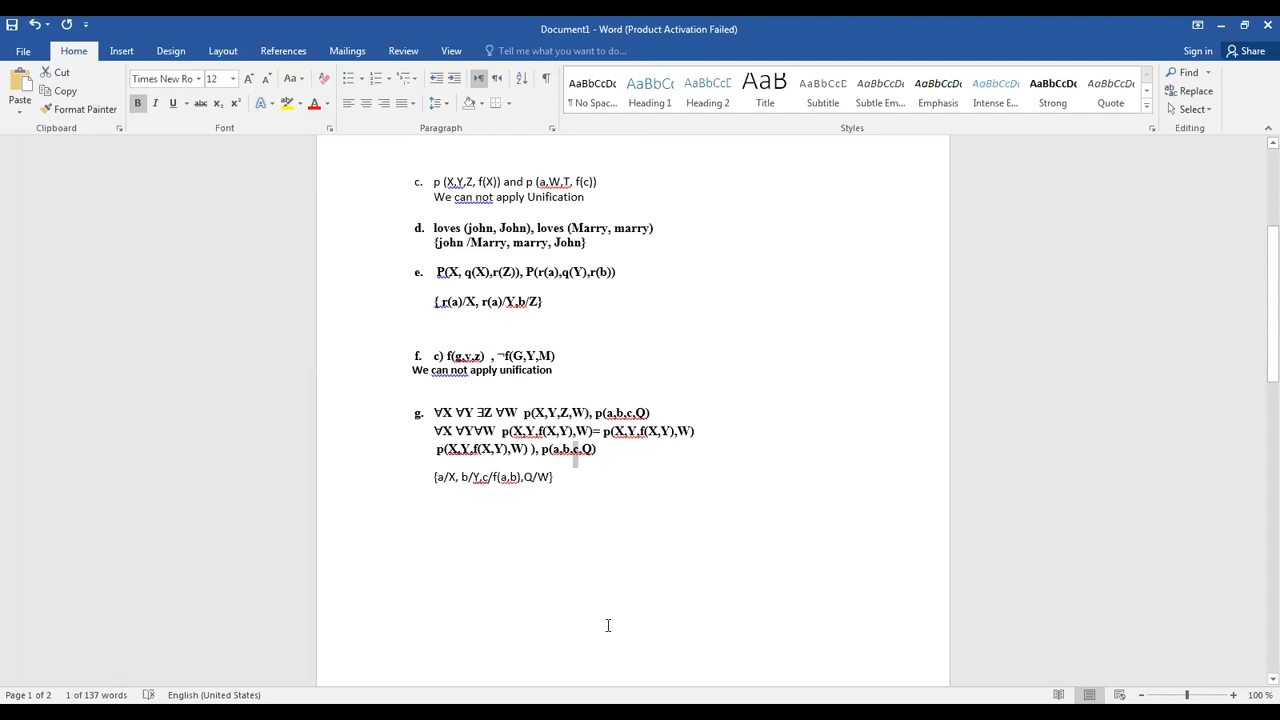 Document1 - Word (Product Activation Failed)
File Home Insert Design Layout References Mailings Review View Tell me what you want to do... Sign in Share
Paste Cut Copy Format Painter
Times New Ro 12 Aa
B I U abc x₂ x² A A
AaBbCcDc AaBbC( AaBbCcD AaB AaBbCcD AaBbCcDc AaBbCcDc AaBbCcDc AaBbCcDc AaBbCcDc
¶ No Spac... Heading 1 Heading 2 Title Subtitle Subtle Em... Emphasis Intense E... Strong Quote
Find Replace Select
Clipboard Font Paragraph Styles Editing
c. p (X,Y,Z, f(X)) and p (a,W,T, f(c))
We can not apply Unification
d. loves (john, John), loves (Marry, marry)
{john /Marry, marry, John}
e. P(X, q(X),r(Z)), P(r(a),q(Y),r(b))
{ r(a)/X, r(a)/Y,b/Z}
f. c) f(g,y,z) , ¬f(G,Y,M)
We can not apply unification
g. ∀X ∀Y ∃Z ∀W p(X,Y,Z,W), p(a,b,c,Q)
∀X ∀Y∀W p(X,Y,f(X,Y),W)= p(X,Y,f(X,Y),W)
p(X,Y,f(X,Y),W) ), p(a,b,c,Q)
{a/X, b/Y,c/f(a,b),Q/W}
Page 1 of 2 1 of 137 words English (United States) 100 %